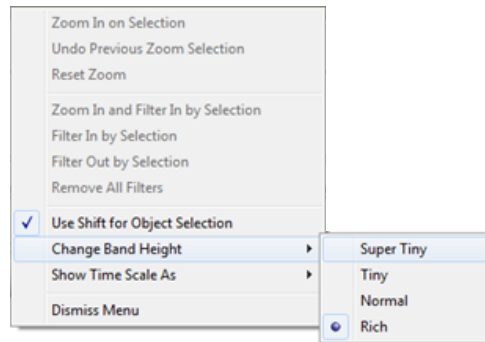 Zoom In on Selection
Undo Previous Zoom Selection
Reset Zoom
Zoom In and Filter In by Selection
Filter In by Selection
Filter Out by Selection
Remove All Filters
Use Shift for Object Selection
Change Band Height
Show Time Scale As
Dismiss Menu
Super Tiny
Tiny
Normal
Rich